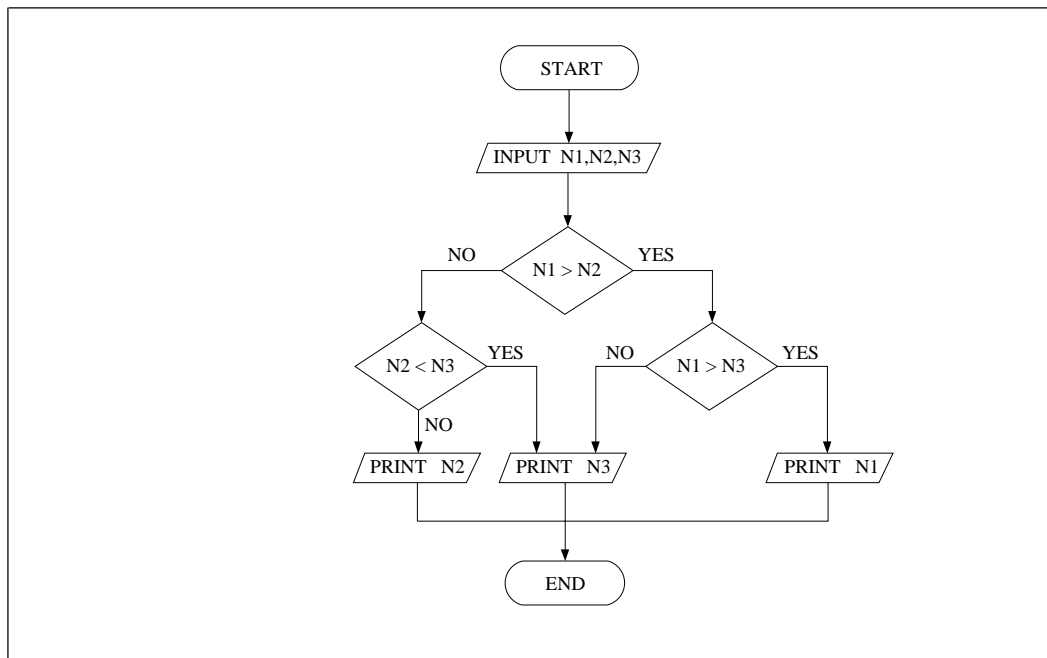 START
INPUT N1,N2,N3
NO
YES
N1 > N2
N2 < N3
YES
NO
N1 > N3
YES
NO
PRINT N2
PRINT N3
PRINT N1
END